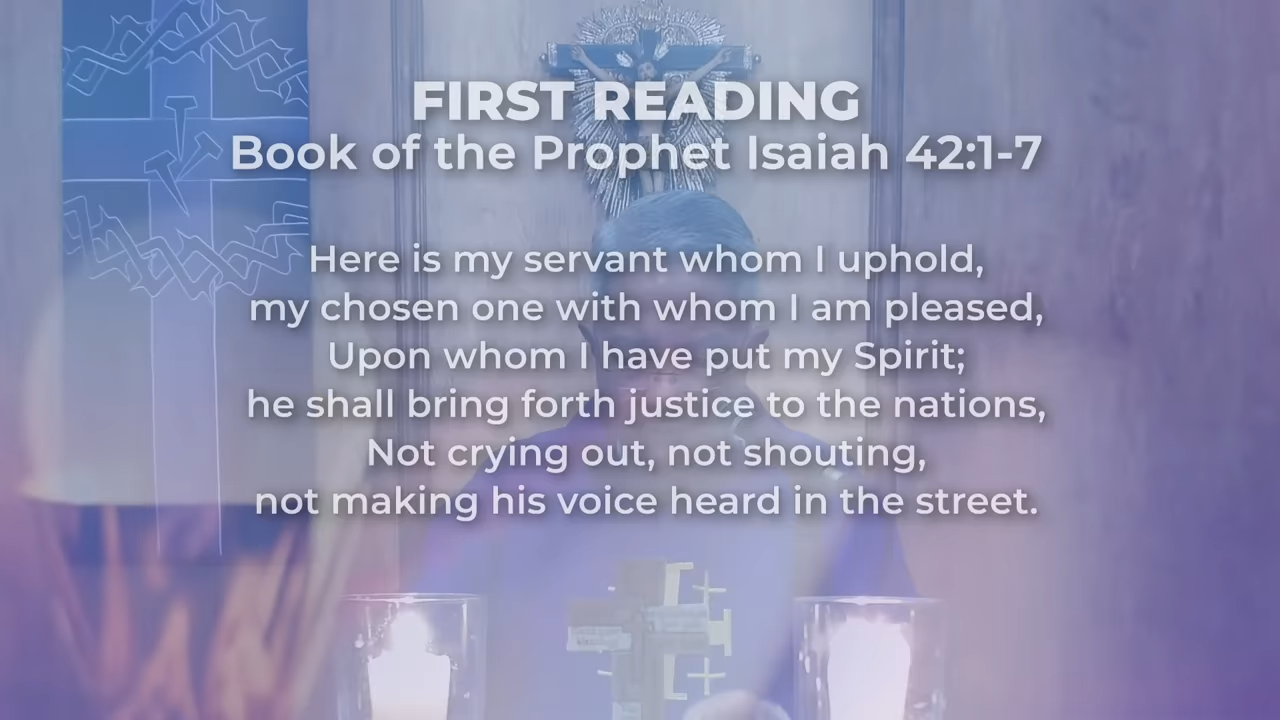 FIRST READING
Book of the Prophet Isaiah 42:1-7
Here is my servant whom I uphold,
my chosen one with whom I am pleased,
Upon whom I have put my Spirit;
he shall bring forth justice to the nations,
Not crying out, not shouting,
not making his voice heard in the street.